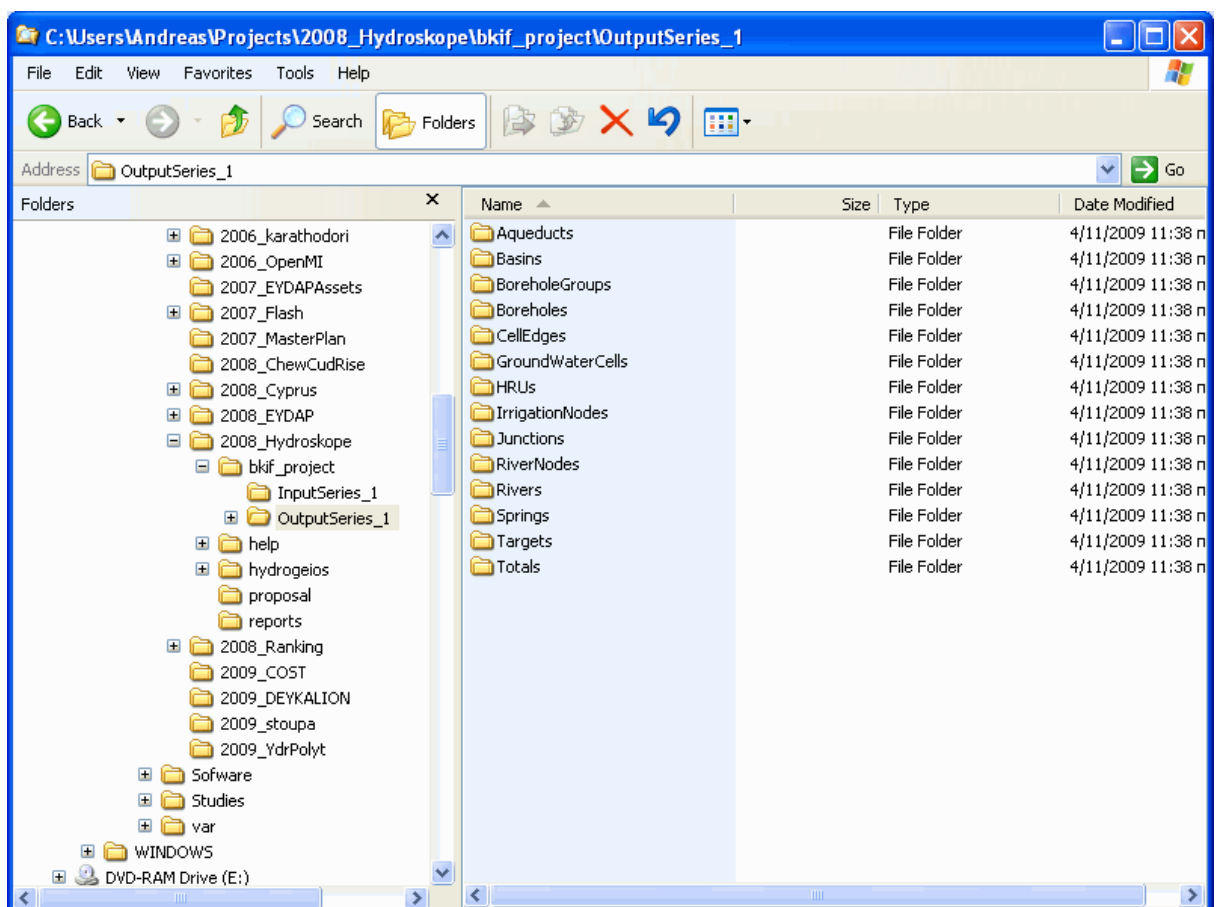 C:\Users\Andreas\Projects\2008_Hydroskope\bkif_project\OutputSeries_1
File Edit View Favorites Tools Help
Back Search Folders
Address OutputSeries_1 Go
Folders
2006_karathodori
2006_OpenMI
2007_EYDAPAssets
2007_Flash
2007_MasterPlan
2008_ChewCudRise
2008_Cyprus
2008_EYDAP
2008_Hydroskope
bkif_project
InputSeries_1
OutputSeries_1
help
hydrogeios
proposal
reports
2008_Ranking
2009_COST
2009_DEYKALION
2009_stoupa
2009_YdrPolyt
Sofware
Studies
var
WINDOWS
DVD-RAM Drive (E:)
Name Size Type Date Modified
Aqueducts File Folder 4/11/2009 11:38 π
Basins File Folder 4/11/2009 11:38 π
BoreholeGroups File Folder 4/11/2009 11:38 π
Boreholes File Folder 4/11/2009 11:38 π
CellEdges File Folder 4/11/2009 11:38 π
GroundWaterCells File Folder 4/11/2009 11:38 π
HRUs File Folder 4/11/2009 11:38 π
IrrigationNodes File Folder 4/11/2009 11:38 π
Junctions File Folder 4/11/2009 11:38 π
RiverNodes File Folder 4/11/2009 11:38 π
Rivers File Folder 4/11/2009 11:38 π
Springs File Folder 4/11/2009 11:38 π
Targets File Folder 4/11/2009 11:38 π
Totals File Folder 4/11/2009 11:38 π